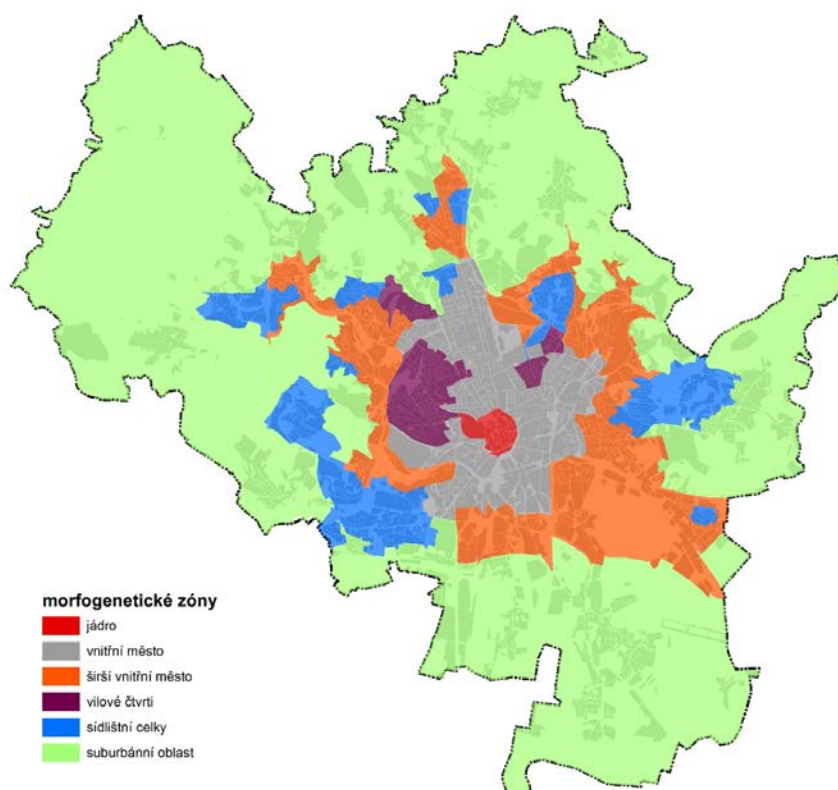 morfogenetické zóny
jádro
vnitřní město
širší vnitřní město
vilové čtvrti
sídlištní celky
suburbánní oblast